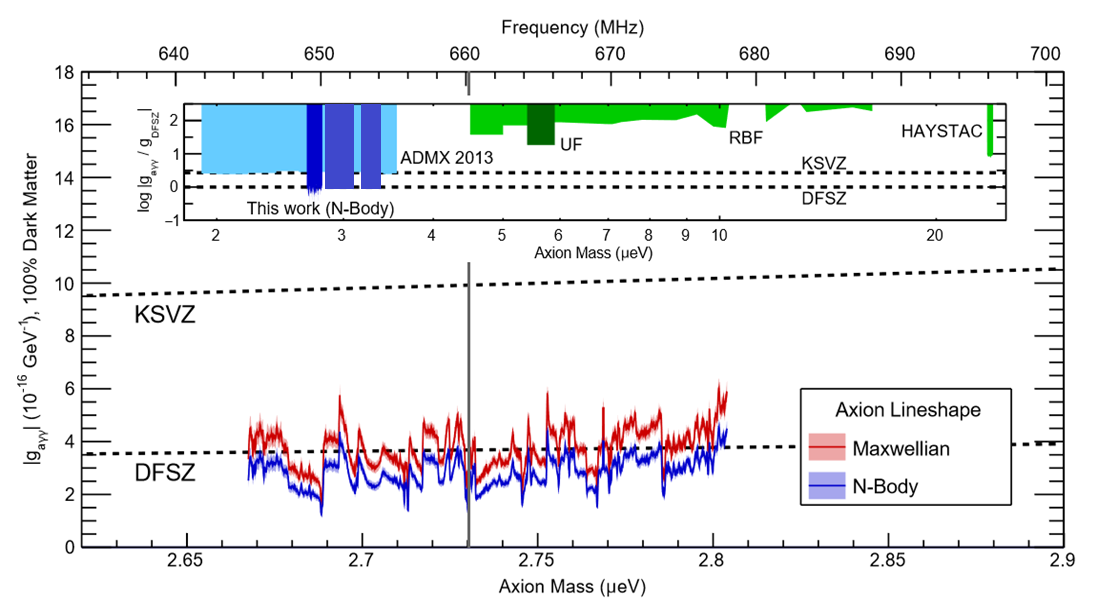 Frequency (MHz)
640 650 660 670 680 690 700
18
16
14
12
10
8
6
4
2
0
|g_aγγ| (10^-16 GeV^-1), 100% Dark Matter
log |g_aγγ / g_DFSZ|
2
1
0
−1
ADMX 2013
UF
RBF
HAYSTAC
KSVZ
DFSZ
This work (N-Body)
2 3 4 5 6 7 8 9 10 20
Axion Mass (μeV)
KSVZ
DFSZ
Axion Lineshape
Maxwellian
N-Body
2.65 2.7 2.75 2.8 2.85 2.9
Axion Mass (μeV)